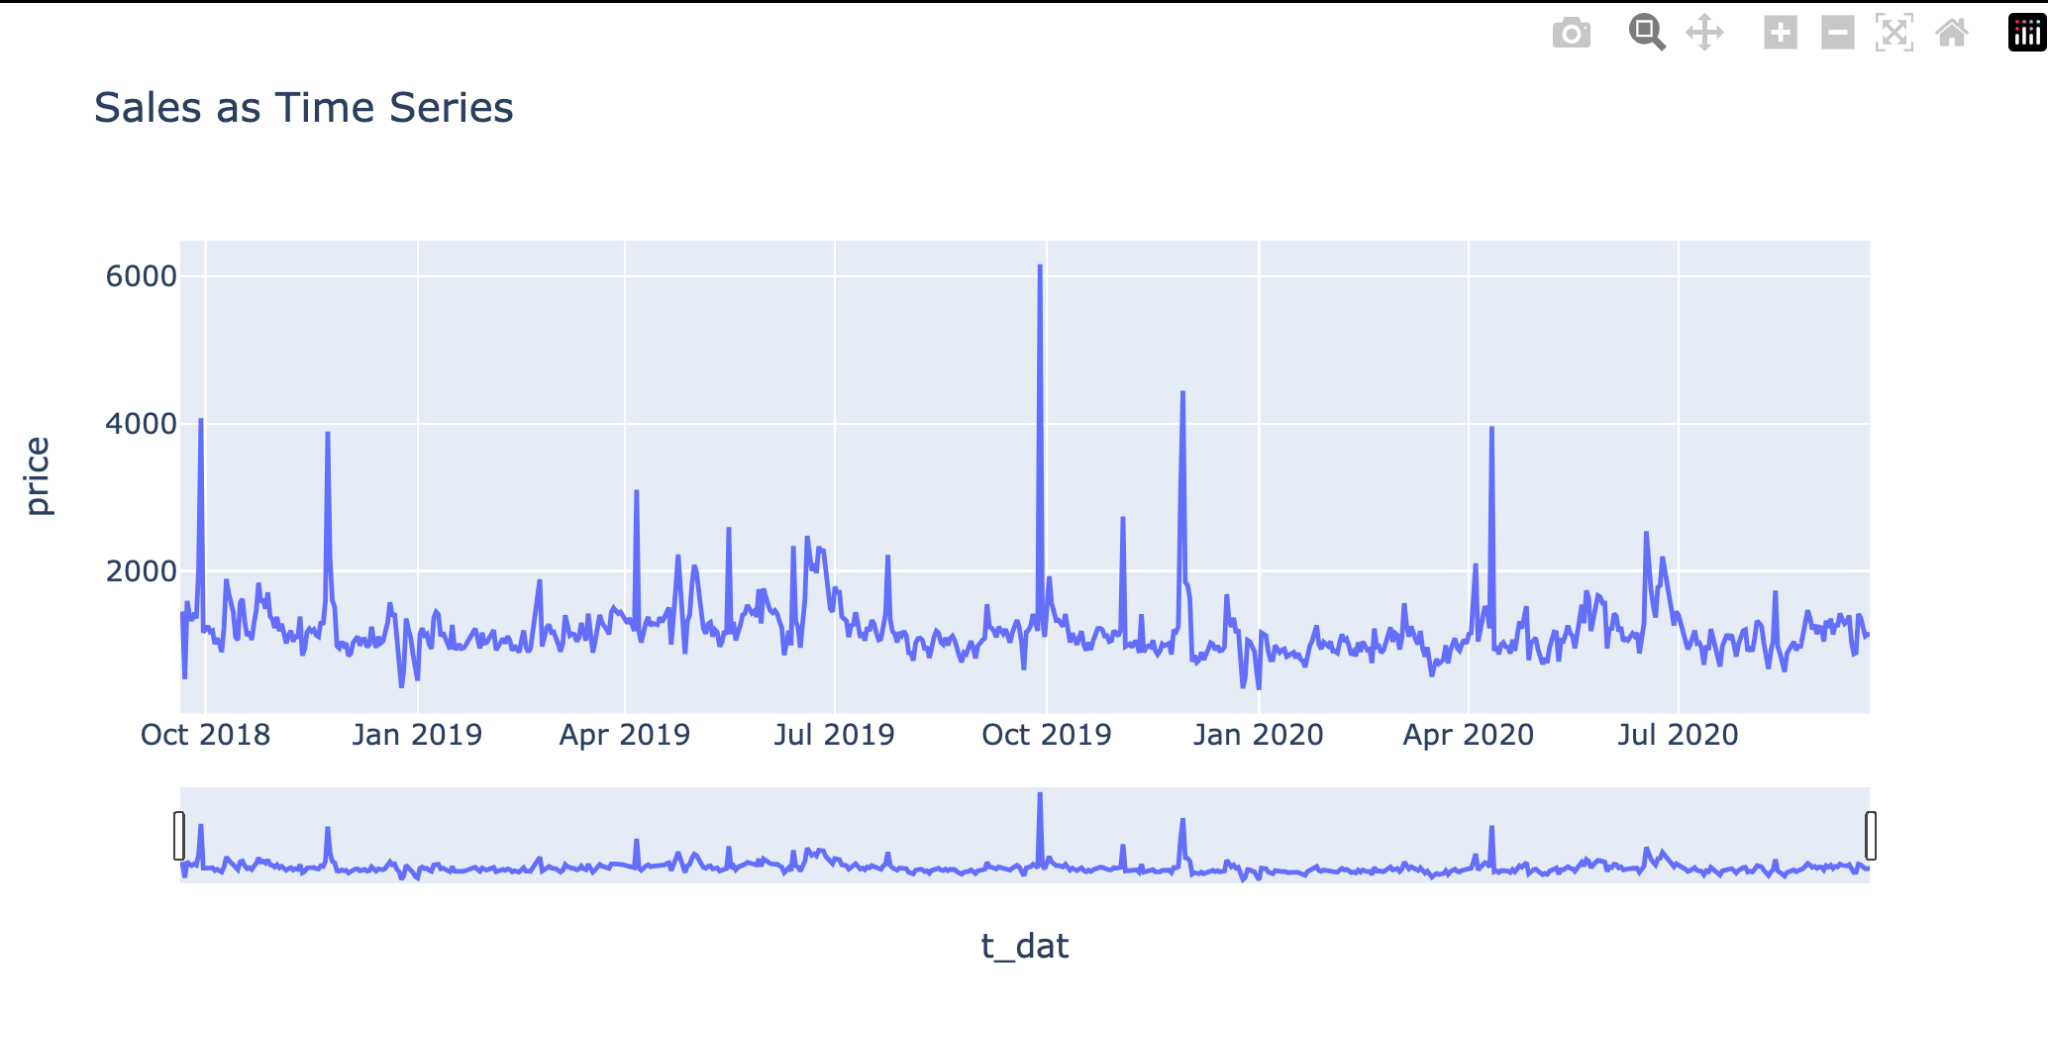 Sales as Time Series
6000
4000
2000
price
Oct 2018 Jan 2019 Apr 2019 Jul 2019 Oct 2019 Jan 2020 Apr 2020 Jul 2020
t_dat